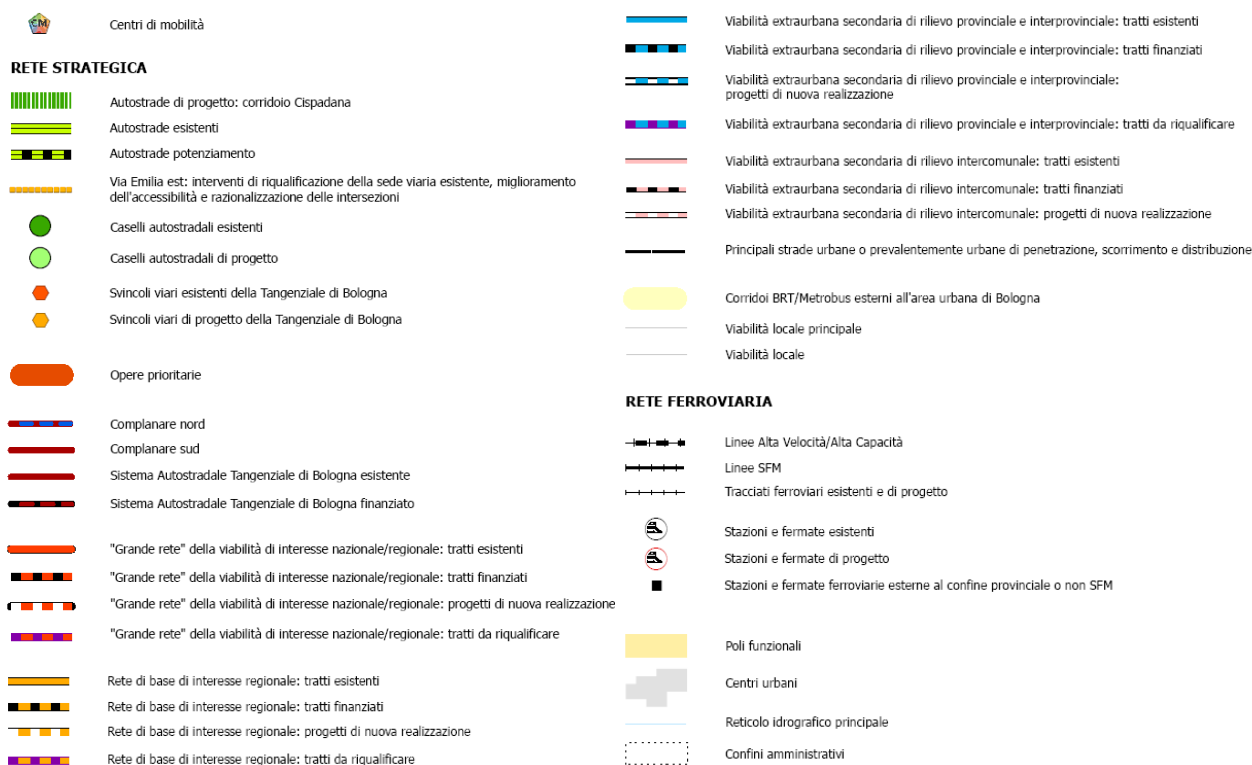 CM
Centri di mobilità
RETE STRATEGICA
Autostrade di progetto: corridoio Cispadana
Autostrade esistenti
Autostrade potenziamento
Via Emilia est: interventi di riqualificazione della sede viaria esistente, miglioramento
dell'accessibilità e razionalizzazione delle intersezioni
Caselli autostradali esistenti
Caselli autostradali di progetto
Svincoli viari esistenti della Tangenziale di Bologna
Svincoli viari di progetto della Tangenziale di Bologna
Opere prioritarie
Complanare nord
Complanare sud
Sistema Autostradale Tangenziale di Bologna esistente
Sistema Autostradale Tangenziale di Bologna finanziato
"Grande rete" della viabilità di interesse nazionale/regionale: tratti esistenti
"Grande rete" della viabilità di interesse nazionale/regionale: tratti finanziati
"Grande rete" della viabilità di interesse nazionale/regionale: progetti di nuova realizzazione
"Grande rete" della viabilità di interesse nazionale/regionale: tratti da riqualificare
Rete di base di interesse regionale: tratti esistenti
Rete di base di interesse regionale: tratti finanziati
Rete di base di interesse regionale: progetti di nuova realizzazione
Rete di base di interesse regionale: tratti da riqualificare
Viabilità extraurbana secondaria di rilievo provinciale e interprovinciale: tratti esistenti
Viabilità extraurbana secondaria di rilievo provinciale e interprovinciale: tratti finanziati
Viabilità extraurbana secondaria di rilievo provinciale e interprovinciale:
progetti di nuova realizzazione
Viabilità extraurbana secondaria di rilievo provinciale e interprovinciale: tratti da riqualificare
Viabilità extraurbana secondaria di rilievo intercomunale: tratti esistenti
Viabilità extraurbana secondaria di rilievo intercomunale: tratti finanziati
Viabilità extraurbana secondaria di rilievo intercomunale: progetti di nuova realizzazione
Principali strade urbane o prevalentemente urbane di penetrazione, scorrimento e distribuzione
Corridoi BRT/Metrobus esterni all'area urbana di Bologna
Viabilità locale principale
Viabilità locale
RETE FERROVIARIA
Linee Alta Velocità/Alta Capacità
Linee SFM
Tracciati ferroviari esistenti e di progetto
Stazioni e fermate esistenti
Stazioni e fermate di progetto
Stazioni e fermate ferroviarie esterne al confine provinciale o non SFM
Poli funzionali
Centri urbani
Reticolo idrografico principale
Confini amministrativi